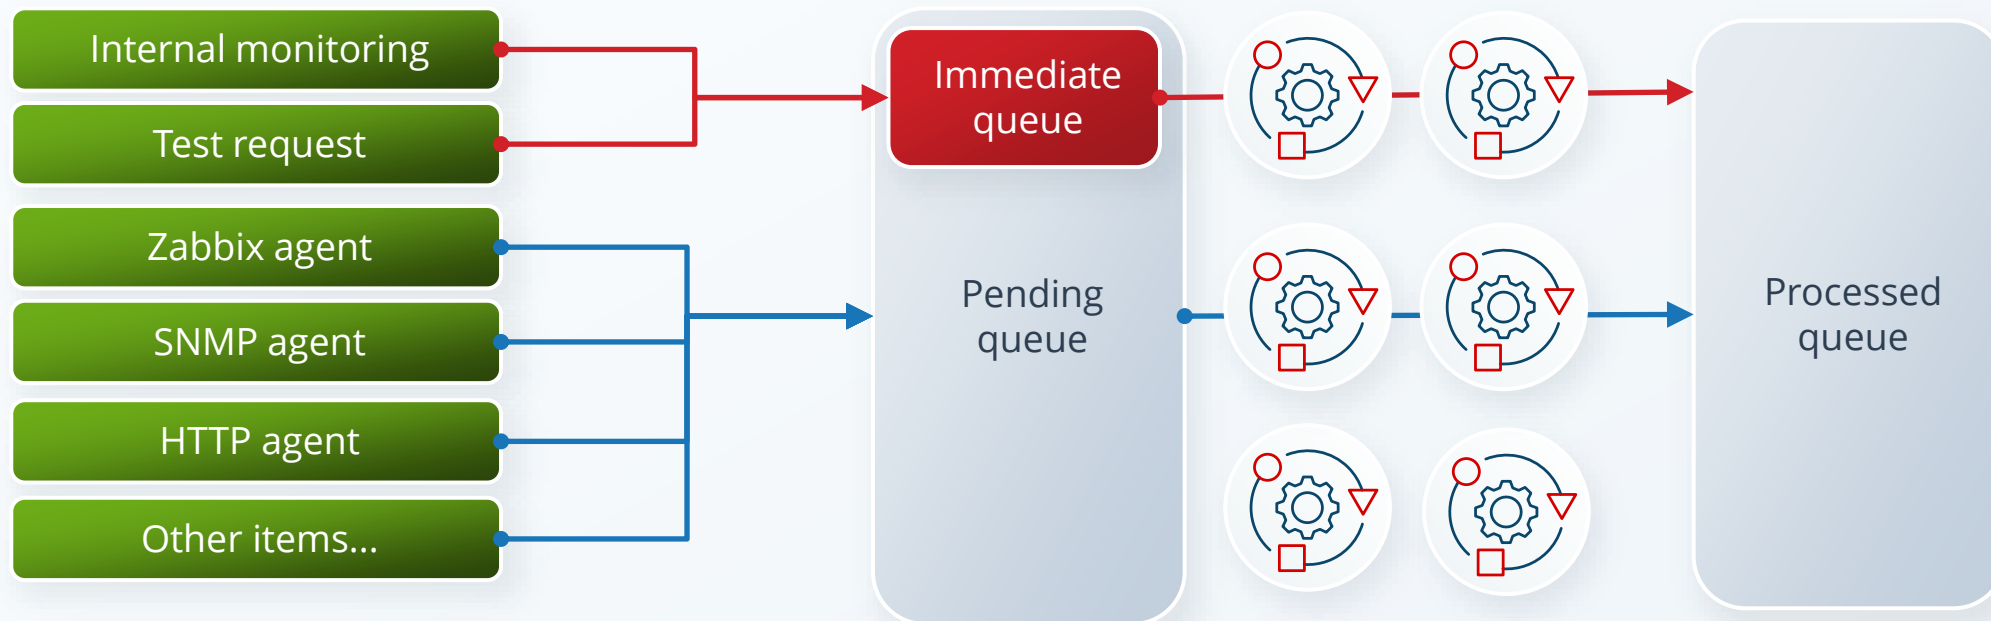 Internal monitoring
Test request
Zabbix agent
SNMP agent
HTTP agent
Other items...
Immediate
queue
Pending
queue
Processed
queue